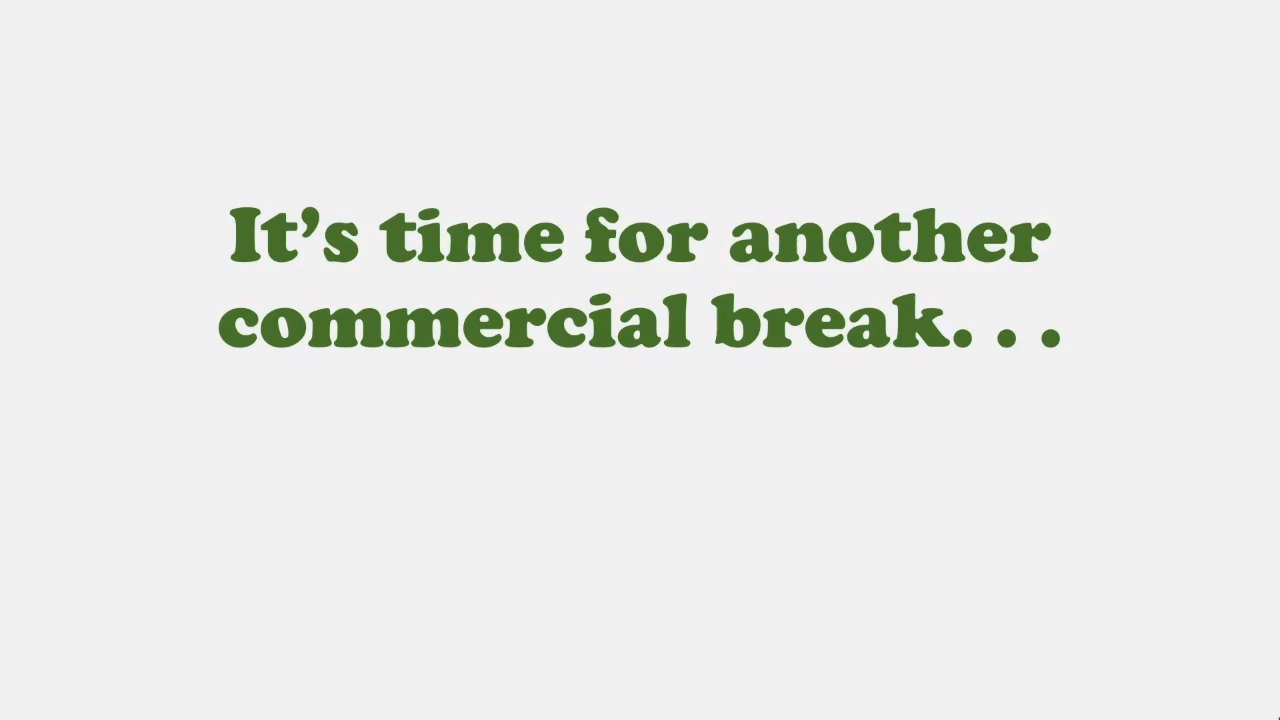 It’s time for another
commercial break. . .